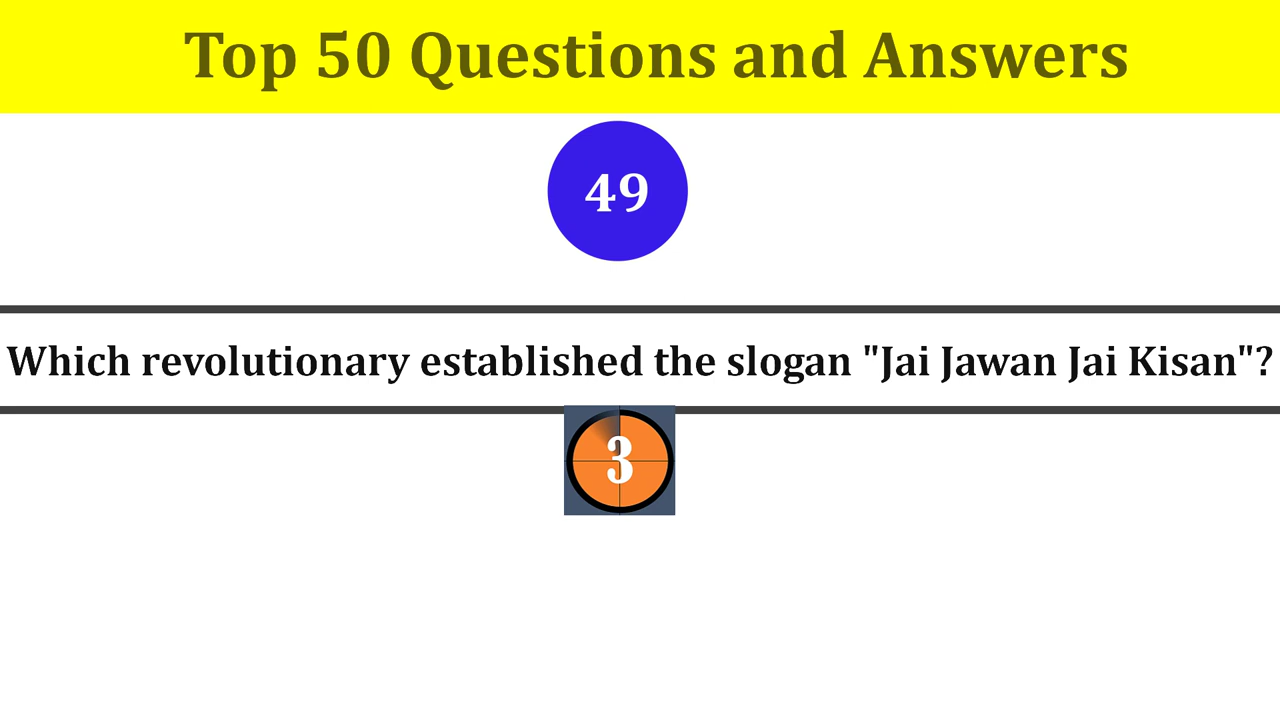 Top 50 Questions and Answers
49
Which revolutionary established the slogan "Jai Jawan Jai Kisan"?
3